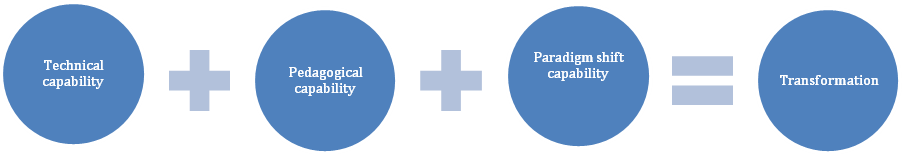 Technical
capability
Pedagogical
capability
Paradigm shift
capability
Transformation